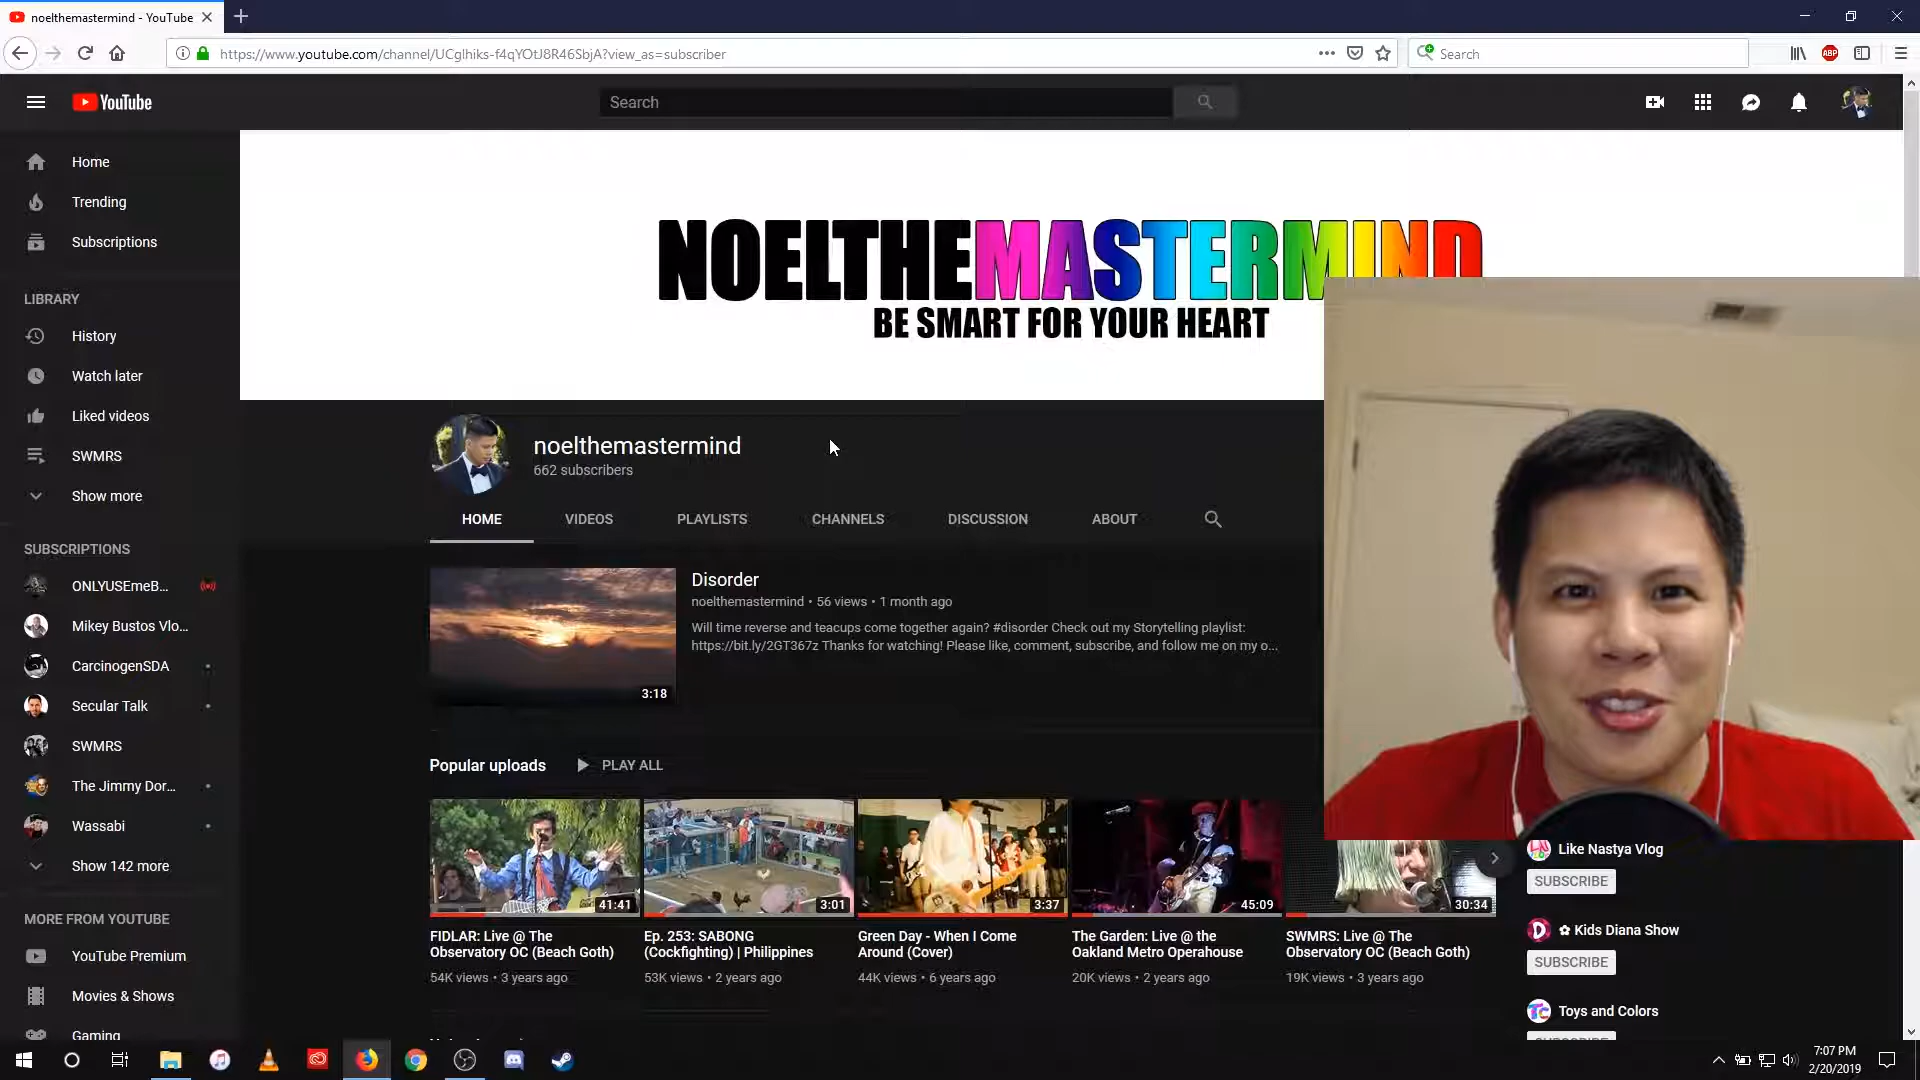 noelthemastermind - YouTube
https://www.youtube.com/channel/UCglhiks-f4qYOtJ8R46SbjA?view_as=subscriber
Search
ABP
YouTube
Search
Home
Trending
Subscriptions
LIBRARY
History
Watch later
Liked videos
SWMRS
Show more
SUBSCRIPTIONS
ONLYUSEmeB...
Mikey Bustos Vlo...
CarcinogenSDA
Secular Talk
SWMRS
The Jimmy Dor...
Wassabi
Show 142 more
MORE FROM YOUTUBE
YouTube Premium
Movies & Shows
Gaming
NOELTHEMASTERMIND
BE SMART FOR YOUR HEART
noelthemastermind
662 subscribers
HOME
VIDEOS
PLAYLISTS
CHANNELS
DISCUSSION
ABOUT
3:18
Disorder
noelthemastermind • 56 views • 1 month ago
Will time reverse and teacups come together again? #disorder Check out my Storytelling playlist:
https://bit.ly/2GT367z Thanks for watching! Please like, comment, subscribe, and follow me on my o...
Popular uploads
PLAY ALL
41:41
FIDLAR: Live @ The
Observatory OC (Beach Goth)
54K views • 3 years ago
3:01
Ep. 253: SABONG
(Cockfighting) | Philippines
53K views • 2 years ago
3:37
Green Day - When I Come
Around (Cover)
44K views • 6 years ago
45:09
The Garden: Live @ the
Oakland Metro Operahouse
20K views • 2 years ago
30:34
SWMRS: Live @ The
Observatory OC (Beach Goth)
19K views • 3 years ago
Like Nastya Vlog
SUBSCRIBE
✿ Kids Diana Show
SUBSCRIBE
Toys and Colors
SUBSCRIBE
7:07 PM
2/20/2019